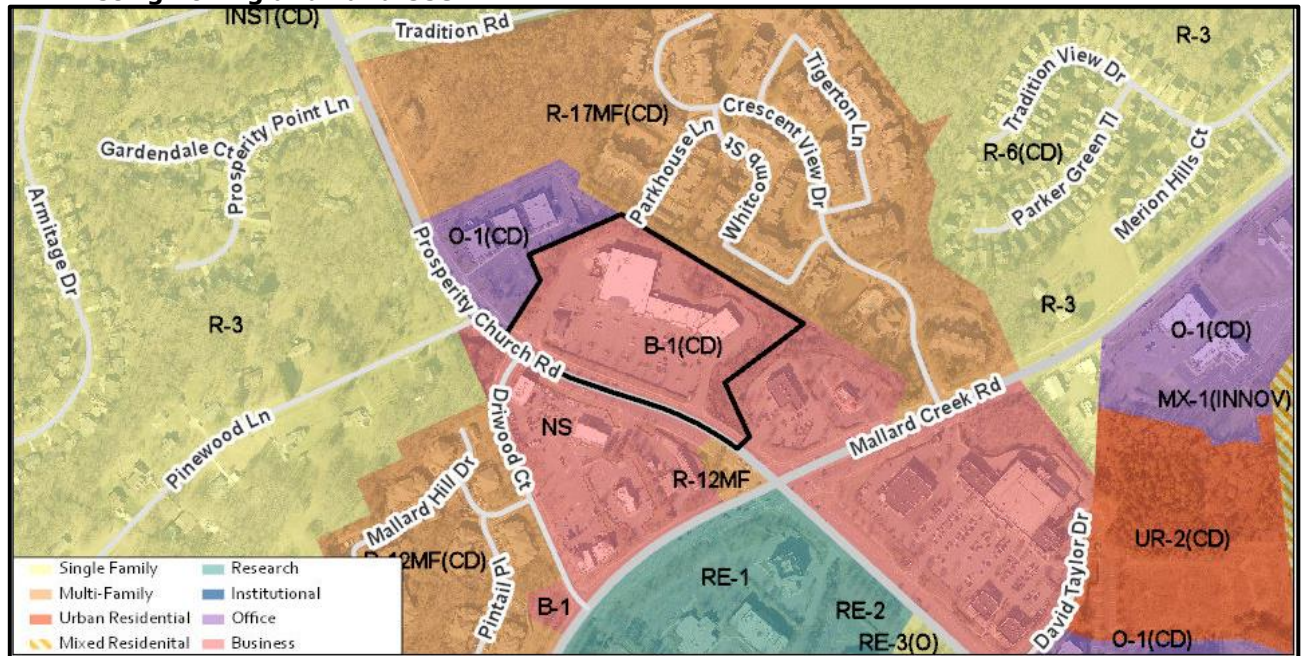 INST(CD)
Tradition Rd
R-3
Tradition View Dr
Tigerton Ln
Prosperity Point Ln
R-17MF(CD)
Crescent View Dr
Gardendale Ct
Parkhouse Ln
Whitcomb St
R-6(CD)
Parker Green Tl
Merion Hills Ct
Armitage Dr
O-1(CD)
Prosperity Church Rd
R-3
R-3
O-1(CD)
B-1(CD)
MX-1(INNOV)
Driwood Ct
NS
Mallard Creek Rd
Pinewood Ln
R-12MF
Mallard Hill Dr
UR-2(CD)
Pintail Pl
RE-1
B-1
RE-2
David Taylor Dr
RE-3(O)
O-1(CD)
Single Family
Research
Multi-Family
Institutional
Urban Residential
Office
Mixed Residenital
Business